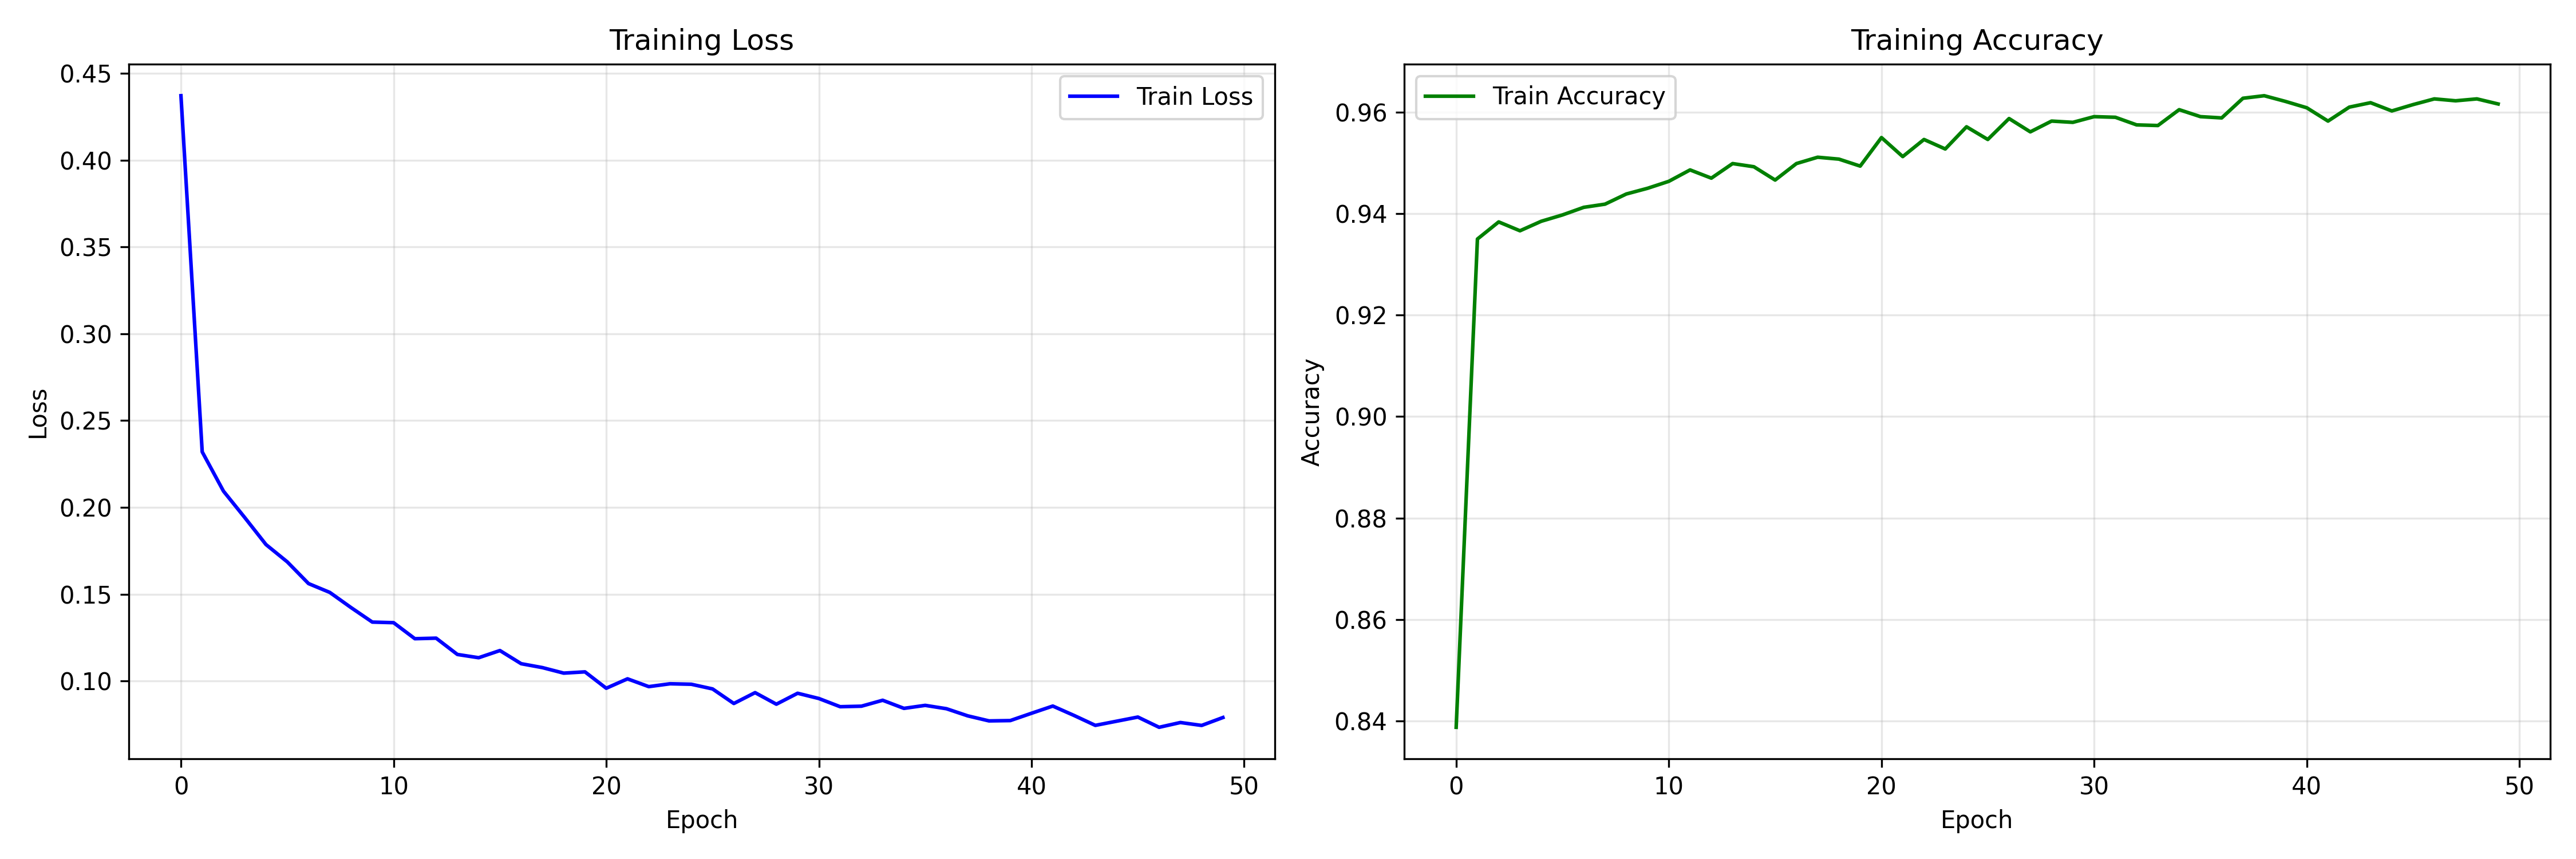 Training Loss
Train Loss
0.45
0.40
0.35
0.30
0.25
0.20
0.15
0.10
Loss
0 10 20 30 40 50
Epoch
Training Accuracy
Train Accuracy
0.96
0.94
0.92
0.90
0.88
0.86
0.84
Accuracy
0 10 20 30 40 50
Epoch